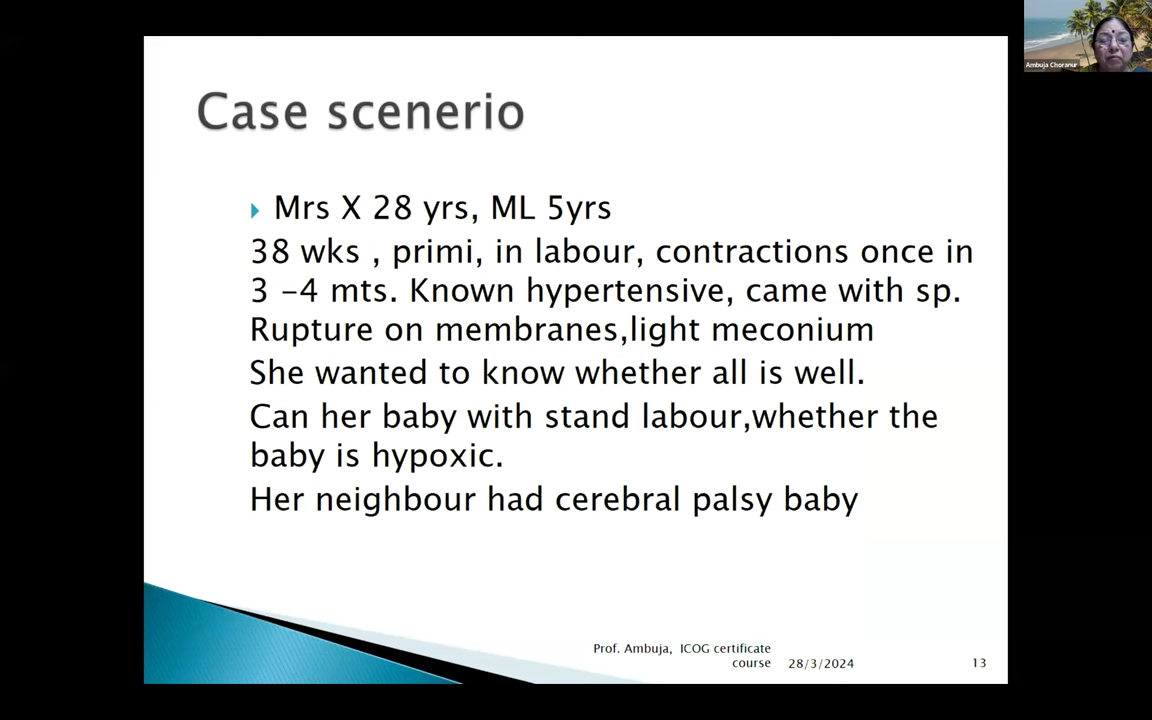 Ambuja Choranur
Case scenerio
Mrs X 28 yrs, ML 5yrs
38 wks , primi, in labour, contractions once in
3 -4 mts. Known hypertensive, came with sp.
Rupture on membranes,light meconium
She wanted to know whether all is well.
Can her baby with stand labour,whether the
baby is hypoxic.
Her neighbour had cerebral palsy baby
Prof. Ambuja, ICOG certificate
course
28/3/2024
13